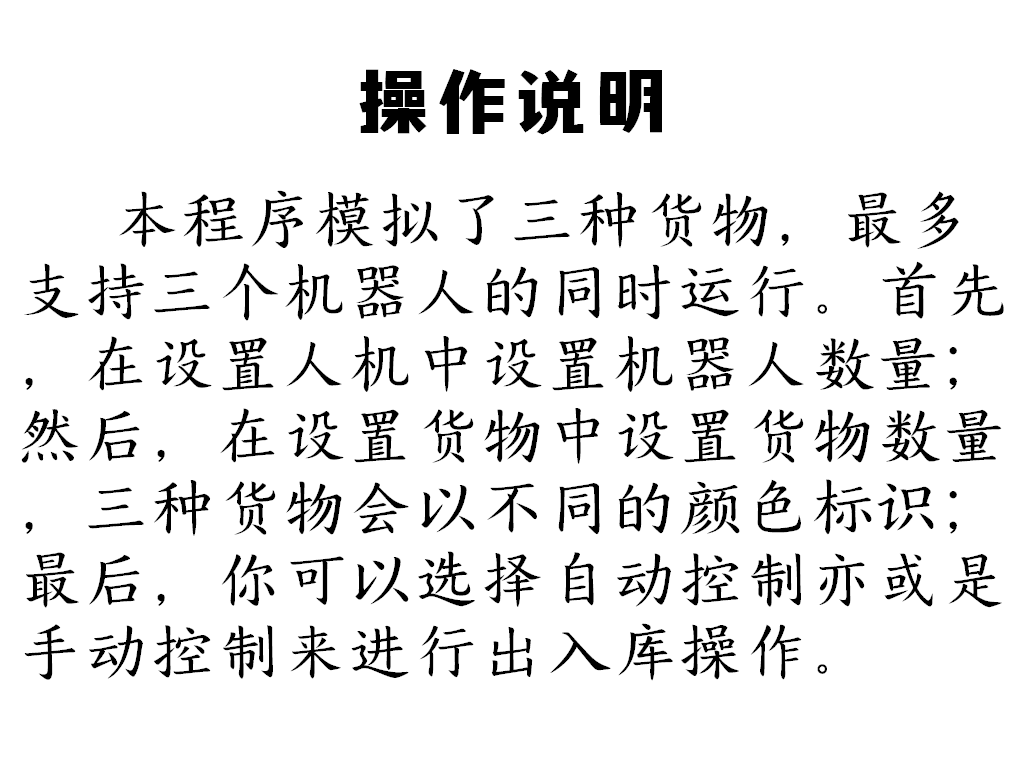 操作说明
本程序模拟了三种货物，最多
支持三个机器人的同时运行。首先
，在设置人机中设置机器人数量；
然后，在设置货物中设置货物数量
，三种货物会以不同的颜色标识；
最后，你可以选择自动控制亦或是
手动控制来进行出入库操作。